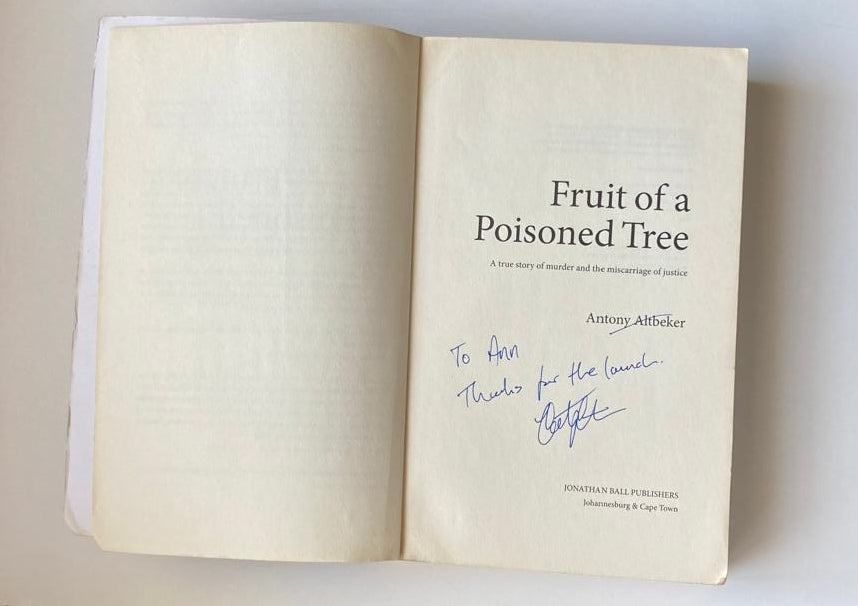 Fruit of a
Poisoned Tree
A true story of murder and the miscarriage of justice
Antony Altbeker
To Ann
Thanks for the launch.
JONATHAN BALL PUBLISHERS
Johannesburg & Cape Town